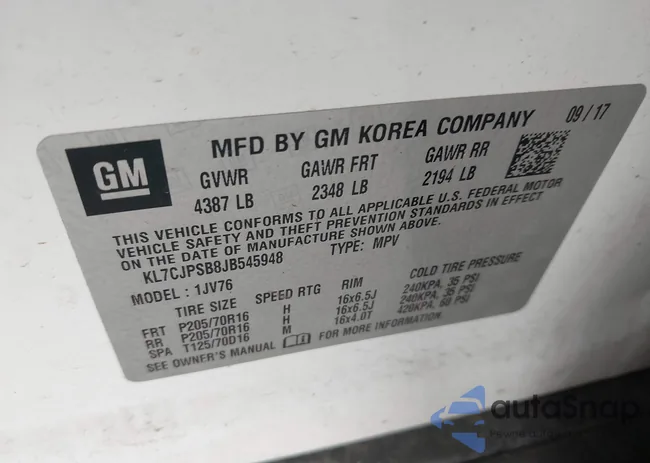 GM
MFD BY GM KOREA COMPANY
09 / 17
GVWR GAWR FRT GAWR RR
4387 LB 2348 LB 2194 LB
THIS VEHICLE CONFORMS TO ALL APPLICABLE U.S. FEDERAL MOTOR
VEHICLE SAFETY AND THEFT PREVENTION STANDARDS IN EFFECT
ON THE DATE OF MANUFACTURE SHOWN ABOVE.
KL7CJPSB8JB545948 TYPE: MPV
MODEL : 1JV76
TIRE SIZE SPEED RTG RIM COLD TIRE PRESSURE
FRT P205/70R16 H 16x6.5J 240KPA, 35 PSI
RR P205/70R16 H 16x6.5J 240KPA, 35 PSI
SPA T125/70D16 M 16x4.0T 420KPA, 60 PSI
SEE OWNER'S MANUAL FOR MORE INFORMATION
autoSnap